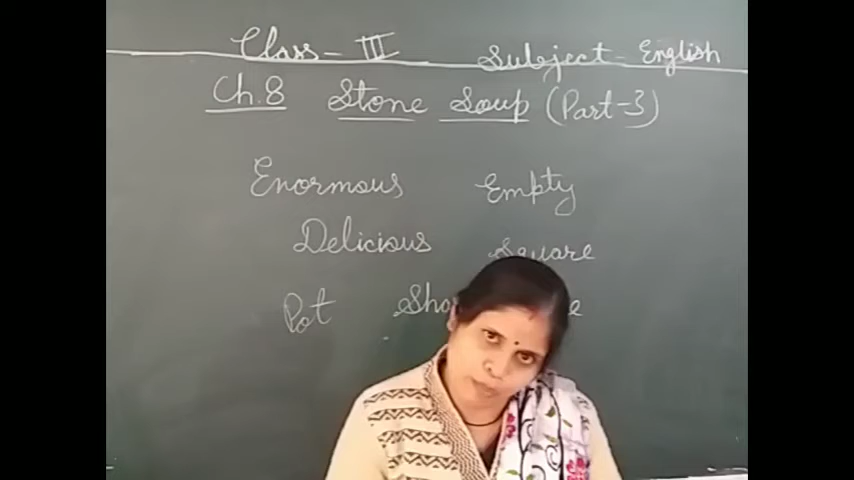 Class - III Subject - English
Ch.8 Stone Soup (Part-3)
Enormous Empty
Delicious Square
Pot